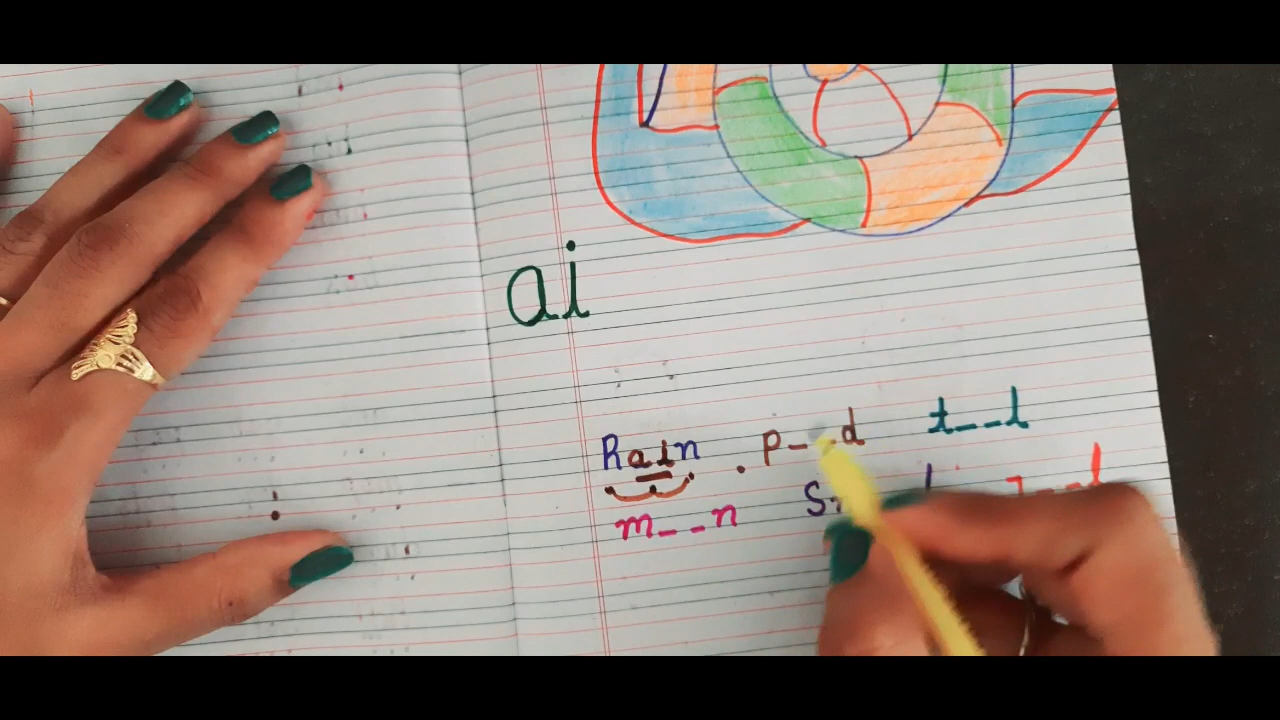 ai
Rain . P_ _d t_ _l
m_ _n